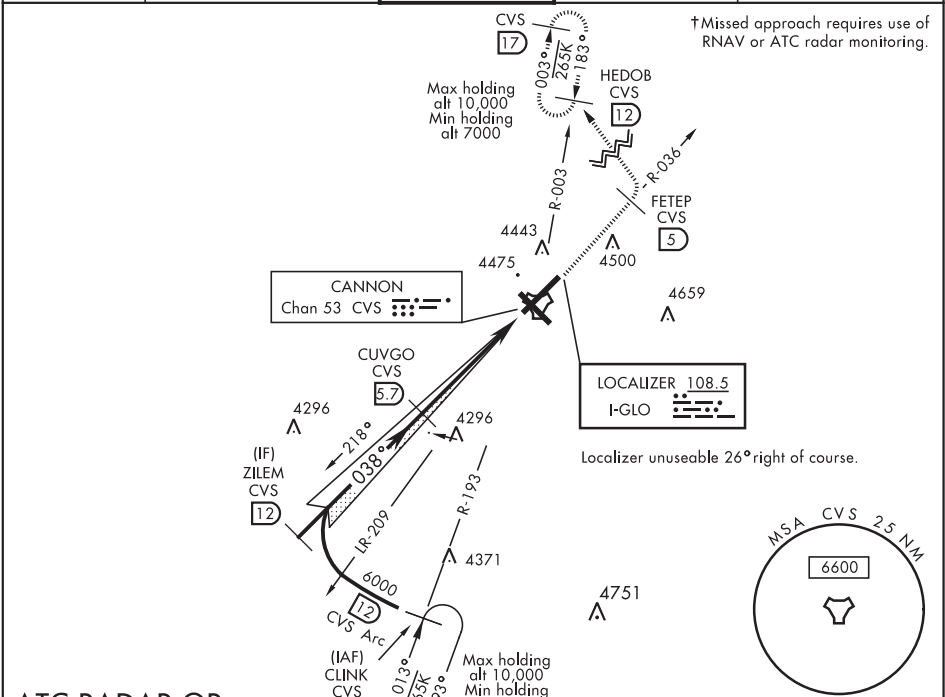 †Missed approach requires use of
RNAV or ATC radar monitoring.
CVS
17
003°
265K
183°
Max holding
alt 10,000
Min holding
alt 7000
HEDOB
CVS
12
R-036
R-003
FETEP
CVS
5
4443
4500
4475
4659
CANNON
Chan 53 CVS
CUVGO
CVS
5.7
LOCALIZER 108.5
I-GLO
4296
4296
218°
038°
Localizer unuseable 26° right of course.
(IF)
ZILEM
CVS
12
R-193
LR-209
MSA CVS 25 NM
6600
4371
6000
12
CVS Arc
4751
(IAF)
CLINK
CVS
013°
Max holding
alt 10,000
Min holding
ATC RADAR OR